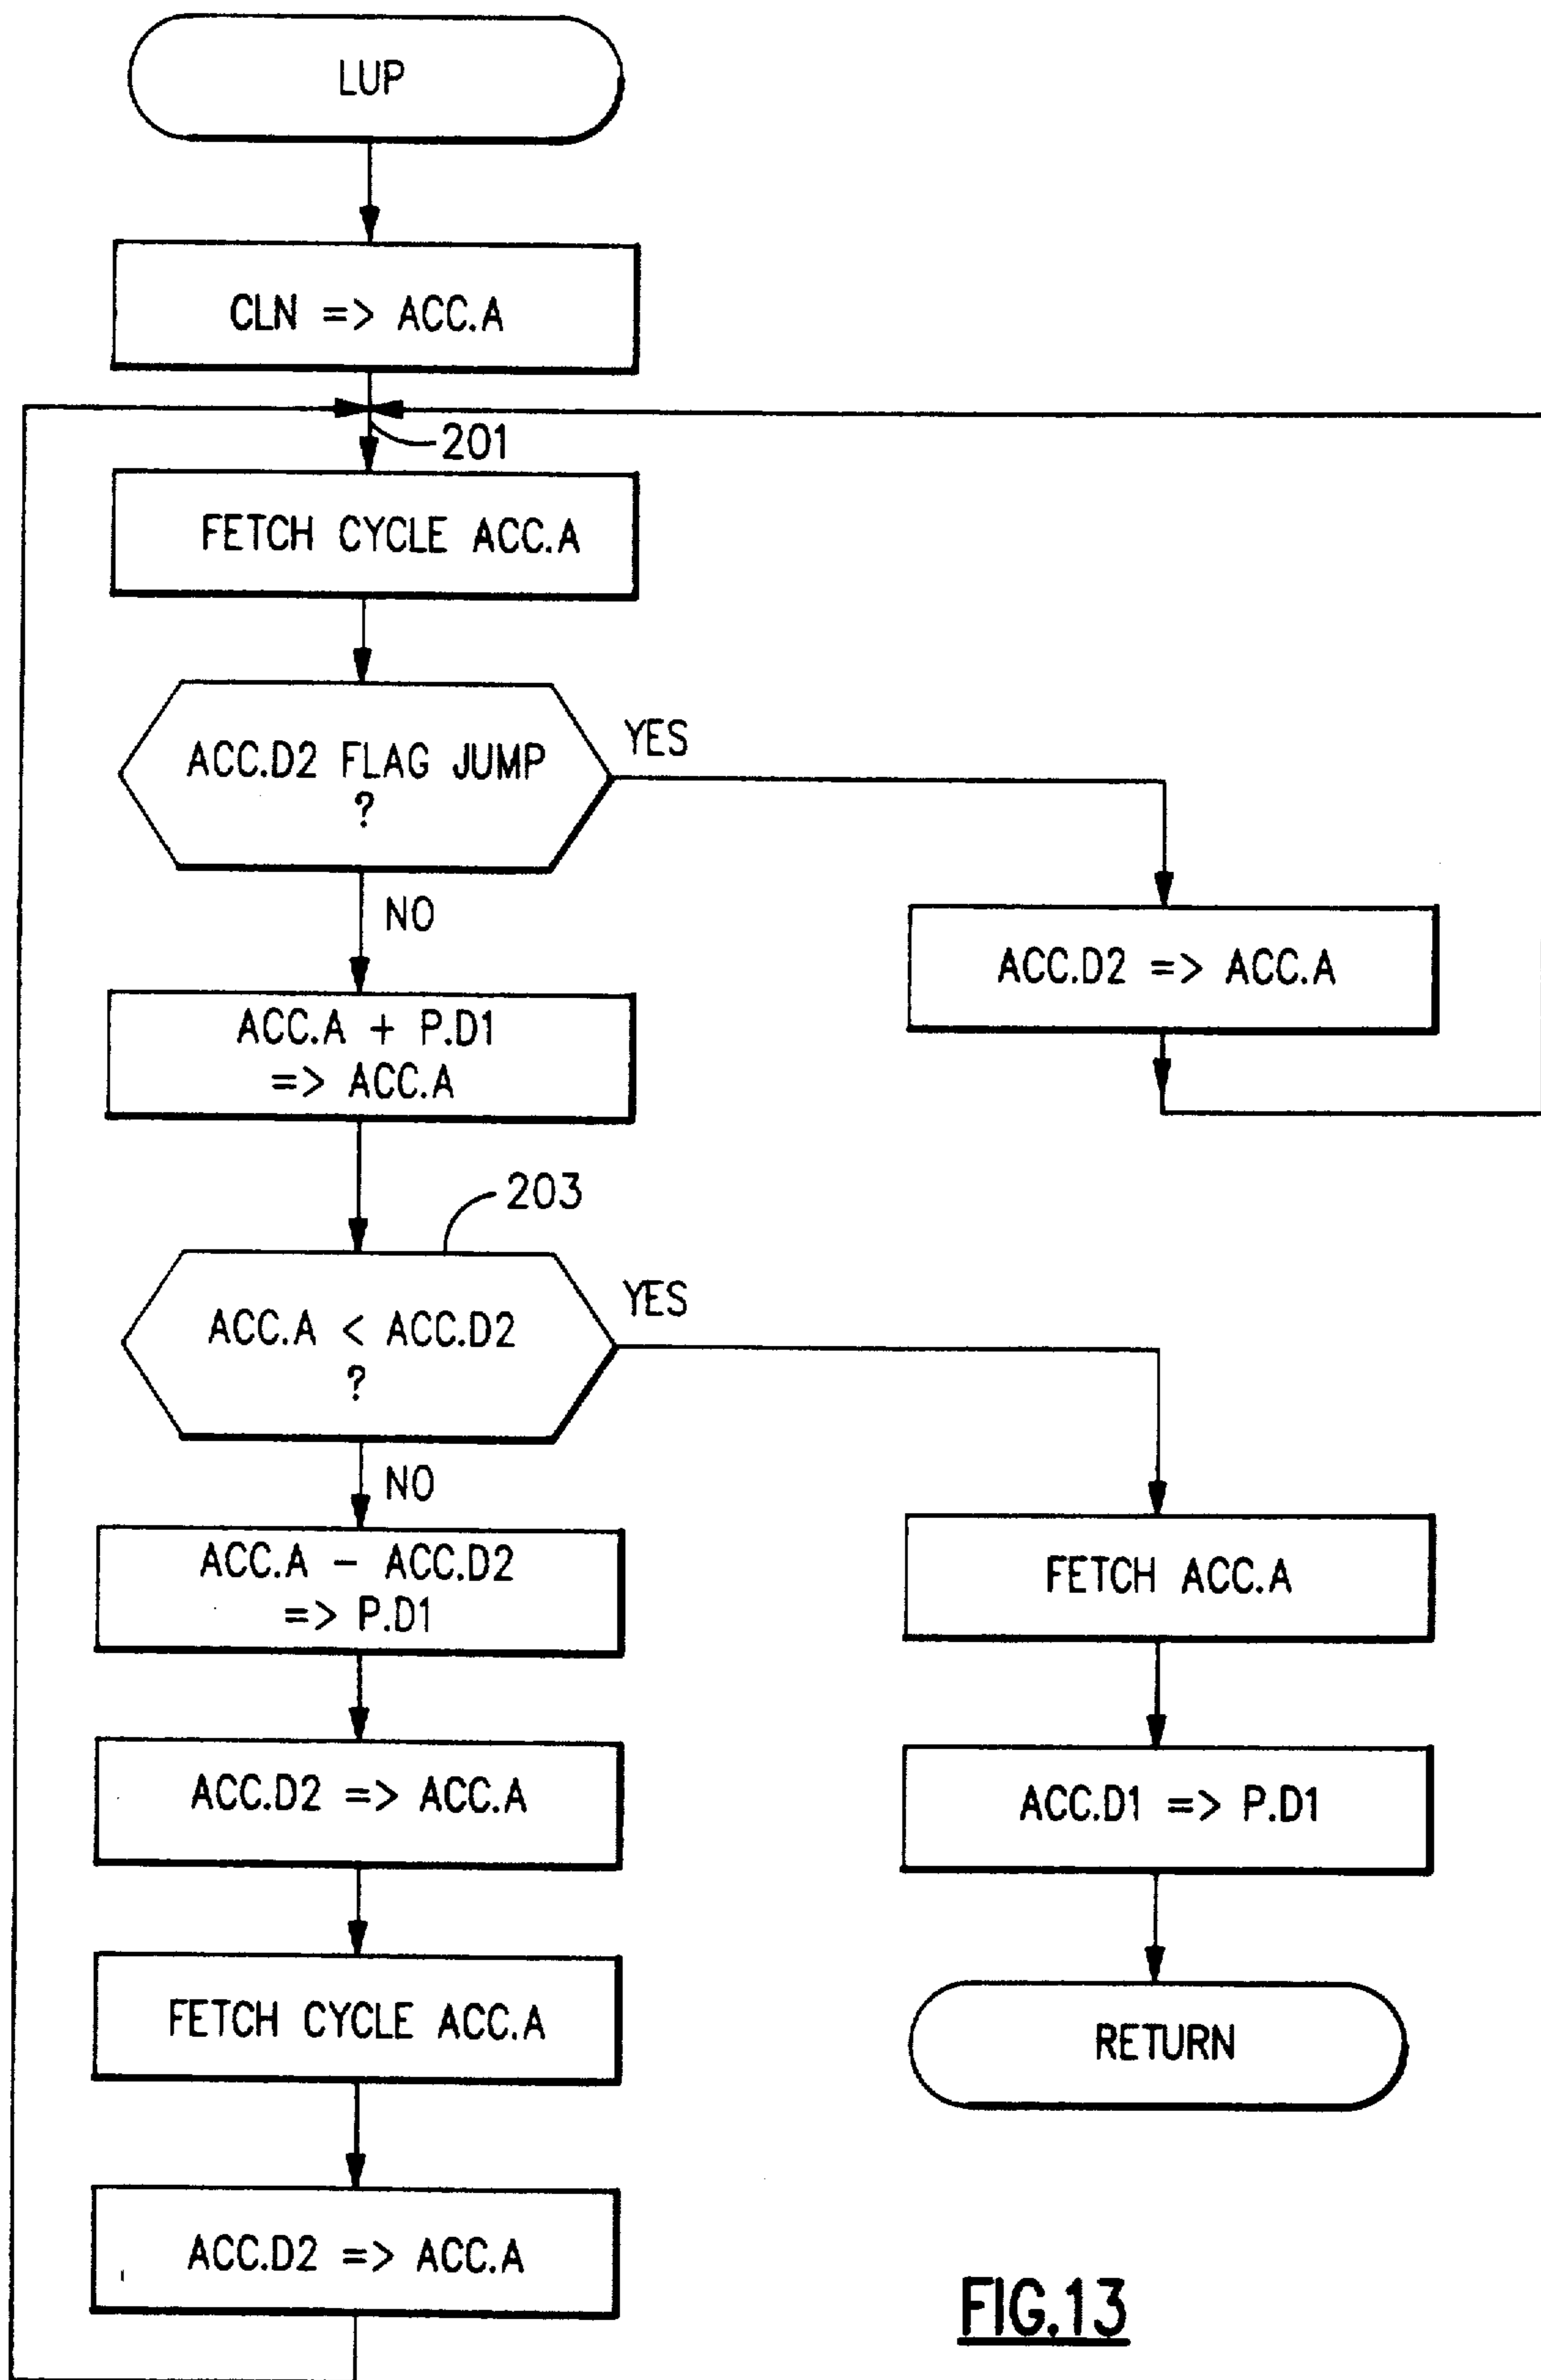 LUP
CLN => ACC.A
201
FETCH CYCLE ACC.A
ACC.D2 FLAG JUMP
?
YES
NO
ACC.D2 => ACC.A
ACC.A + P.D1
=> ACC.A
203
ACC.A < ACC.D2
?
YES
NO
ACC.A - ACC.D2
=> P.D1
FETCH ACC.A
ACC.D2 => ACC.A
ACC.D1 => P.D1
FETCH CYCLE ACC.A
RETURN
ACC.D2 => ACC.A
FIG.13